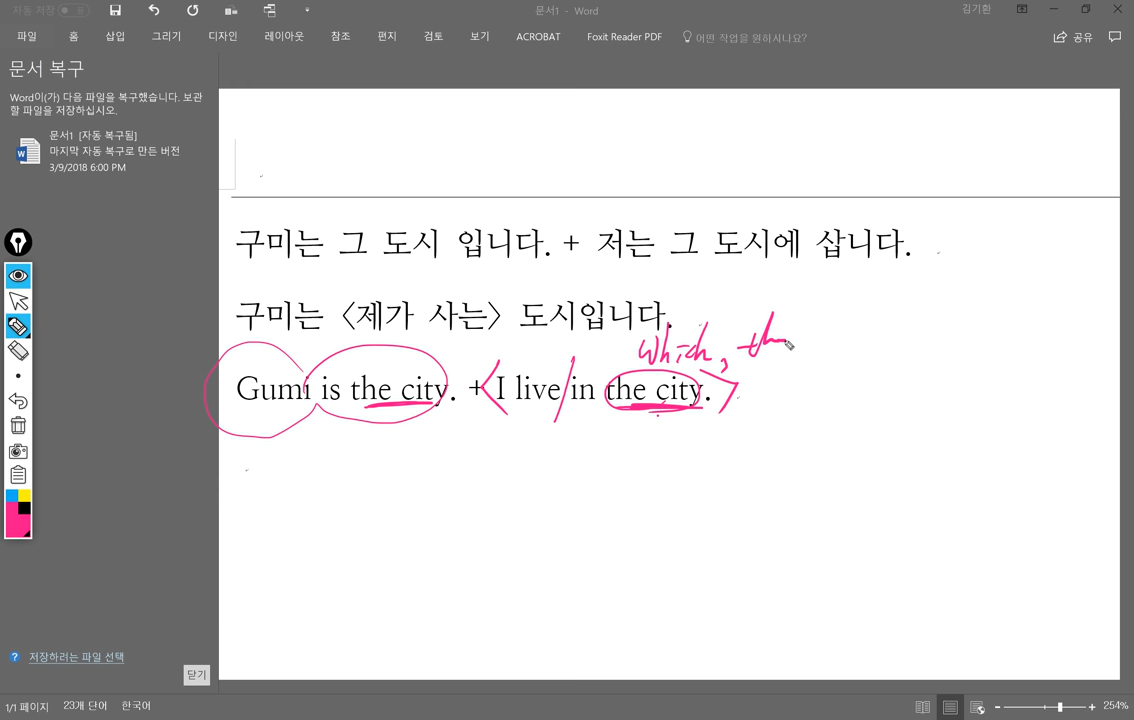 자동 저장
문서1 - Word
김기환
파일 홈 삽입 그리기 디자인 레이아웃 참조 편지 검토 보기 ACROBAT Foxit Reader PDF 어떤 작업을 원하시나요? 공유
문서 복구
Word이(가) 다음 파일을 복구했습니다. 보관
할 파일을 저장하십시오.
문서1 [자동 복구됨]
마지막 자동 복구로 만든 버전
3/9/2018 6:00 PM
구미는 그 도시 입니다. + 저는 그 도시에 삽니다.
구미는 〈제가 사는〉 도시입니다.
which, th
Gumi is the city. + <I live / in the city.>
? 저장하려는 파일 선택
닫기
1/1 페이지 23개 단어 한국어
254%